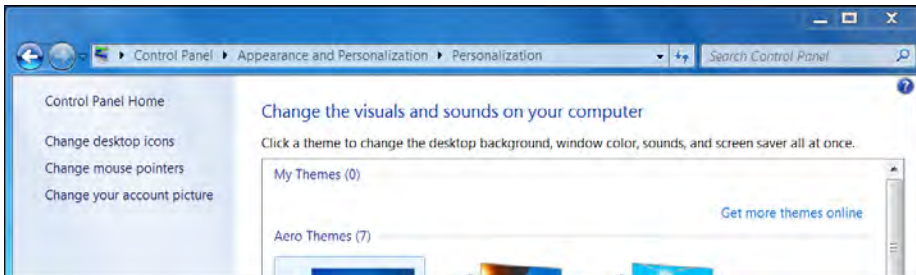 Control Panel ▸ Appearance and Personalization ▸ Personalization
Search Control Panel
Control Panel Home
Change desktop icons
Change mouse pointers
Change your account picture
Change the visuals and sounds on your computer
Click a theme to change the desktop background, window color, sounds, and screen saver all at once.
My Themes (0)
Get more themes online
Aero Themes (7)